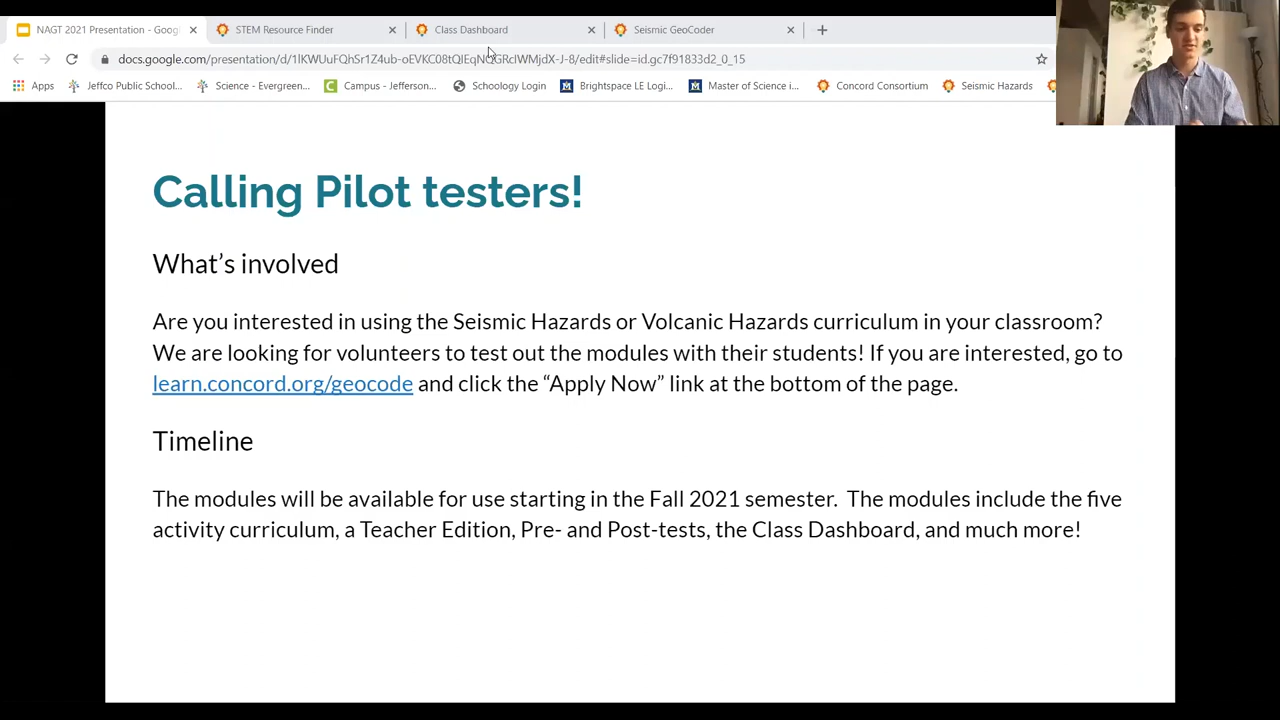 NAGT 2021 Presentation - Goog
STEM Resource Finder
Class Dashboard
Seismic GeoCoder
Apps
Jeffco Public School...
Science - Evergreen...
Campus - Jefferson...
Schoology Login
Brightspace LE Logi...
Master of Science i...
Concord Consortium
Seismic Hazards
Calling Pilot testers!
What's involved
Are you interested in using the Seismic Hazards or Volcanic Hazards curriculum in your classroom?
We are looking for volunteers to test out the modules with their students! If you are interested, go to
learn.concord.org/geocode and click the “Apply Now” link at the bottom of the page.
Timeline
The modules will be available for use starting in the Fall 2021 semester.  The modules include the five
activity curriculum, a Teacher Edition, Pre- and Post-tests, the Class Dashboard, and much more!